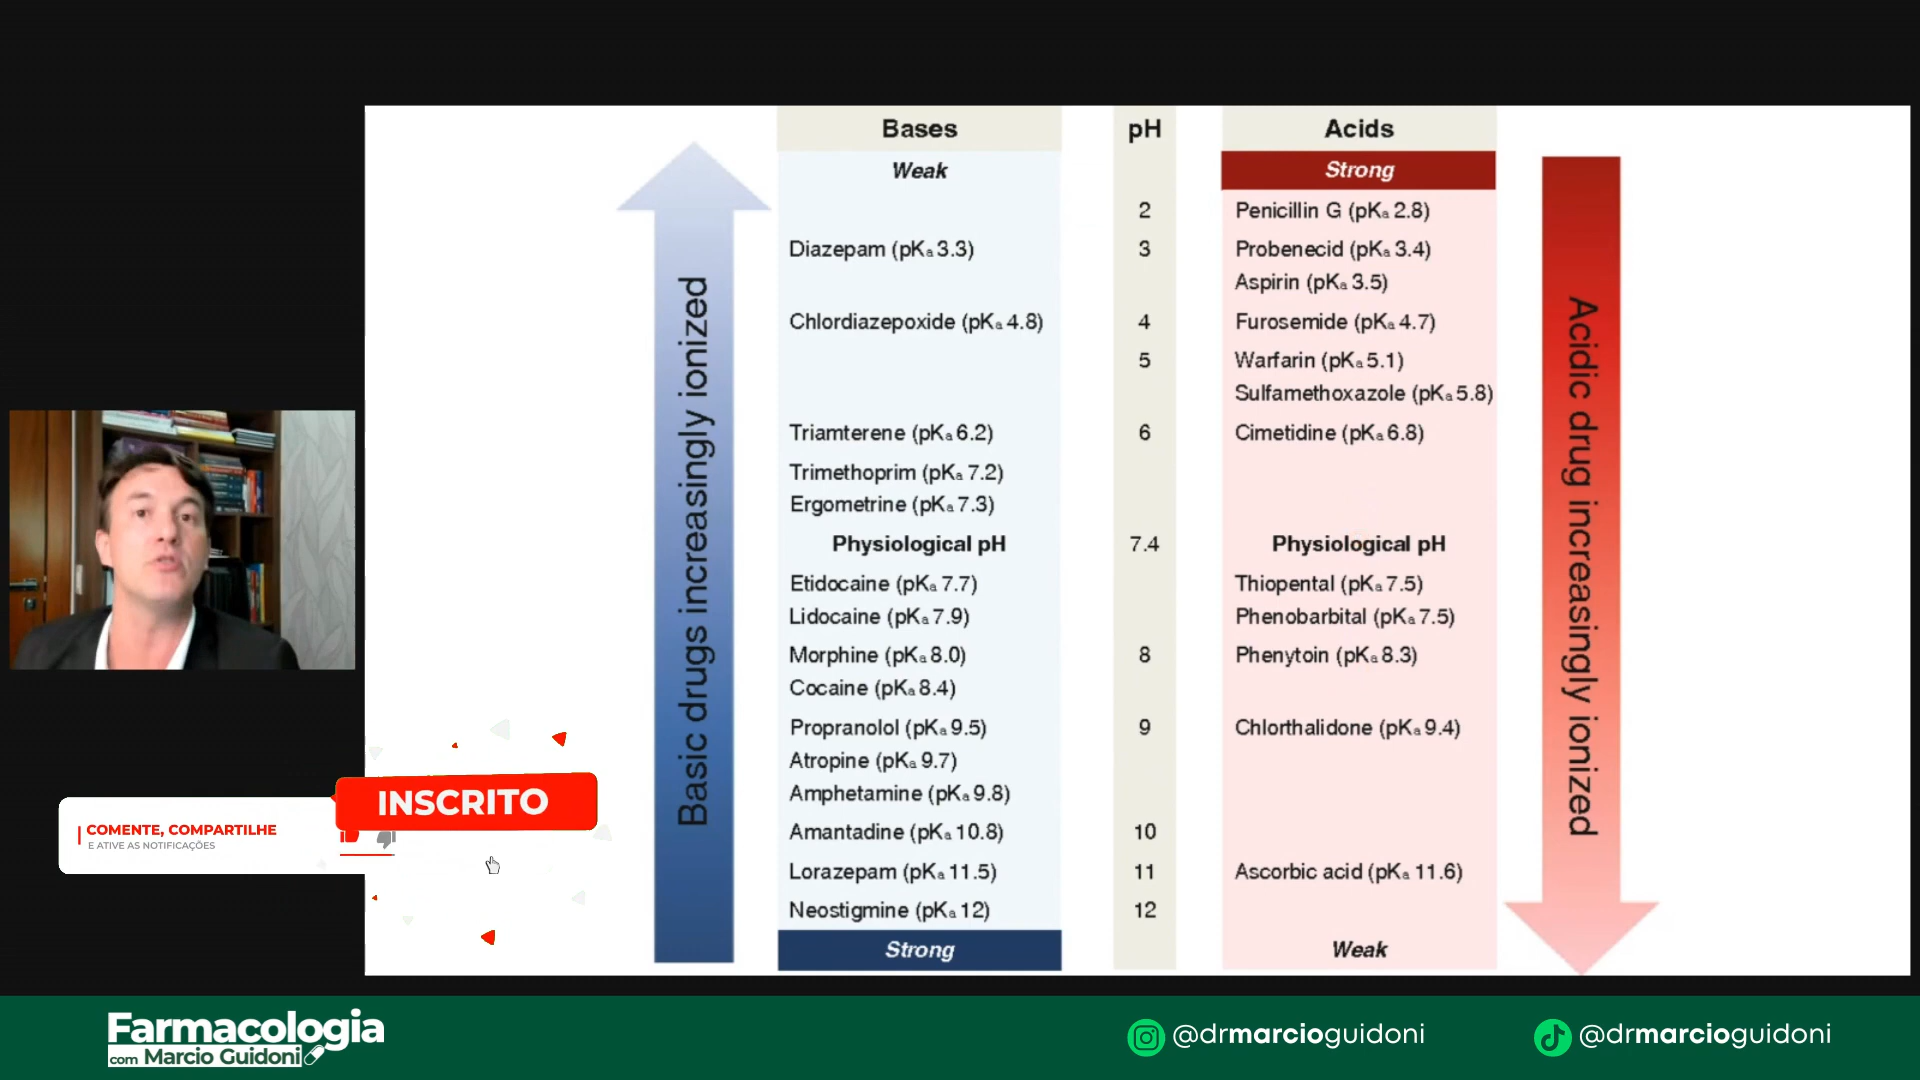 Bases
pH
Acids
Weak
Strong
2
Penicillin G (pKa 2.8)
Diazepam (pKa 3.3)
3
Probenecid (pKa 3.4)
Aspirin (pKa 3.5)
Chlordiazepoxide (pKa 4.8)
4
Furosemide (pKa 4.7)
5
Warfarin (pKa 5.1)
Sulfamethoxazole (pKa 5.8)
Triamterene (pKa 6.2)
6
Cimetidine (pKa 6.8)
Trimethoprim (pKa 7.2)
Ergometrine (pKa 7.3)
Physiological pH
7.4
Physiological pH
Etidocaine (pKa 7.7)
Thiopental (pKa 7.5)
Lidocaine (pKa 7.9)
Phenobarbital (pKa 7.5)
Morphine (pKa 8.0)
8
Phenytoin (pKa 8.3)
Cocaine (pKa 8.4)
Propranolol (pKa 9.5)
9
Chlorthalidone (pKa 9.4)
Atropine (pKa 9.7)
Amphetamine (pKa 9.8)
Amantadine (pKa 10.8)
10
Lorazepam (pKa 11.5)
11
Ascorbic acid (pKa 11.6)
Neostigmine (pKa 12)
12
Strong
Weak
Basic drugs increasingly ionized
Acidic drug increasingly ionized
INSCRITO
COMENTE, COMPARTILHE
E ATIVE AS NOTIFICAÇÕES
Farmacologia
com Marcio Guidoni
@drmarcioguidoni
@drmarcioguidoni